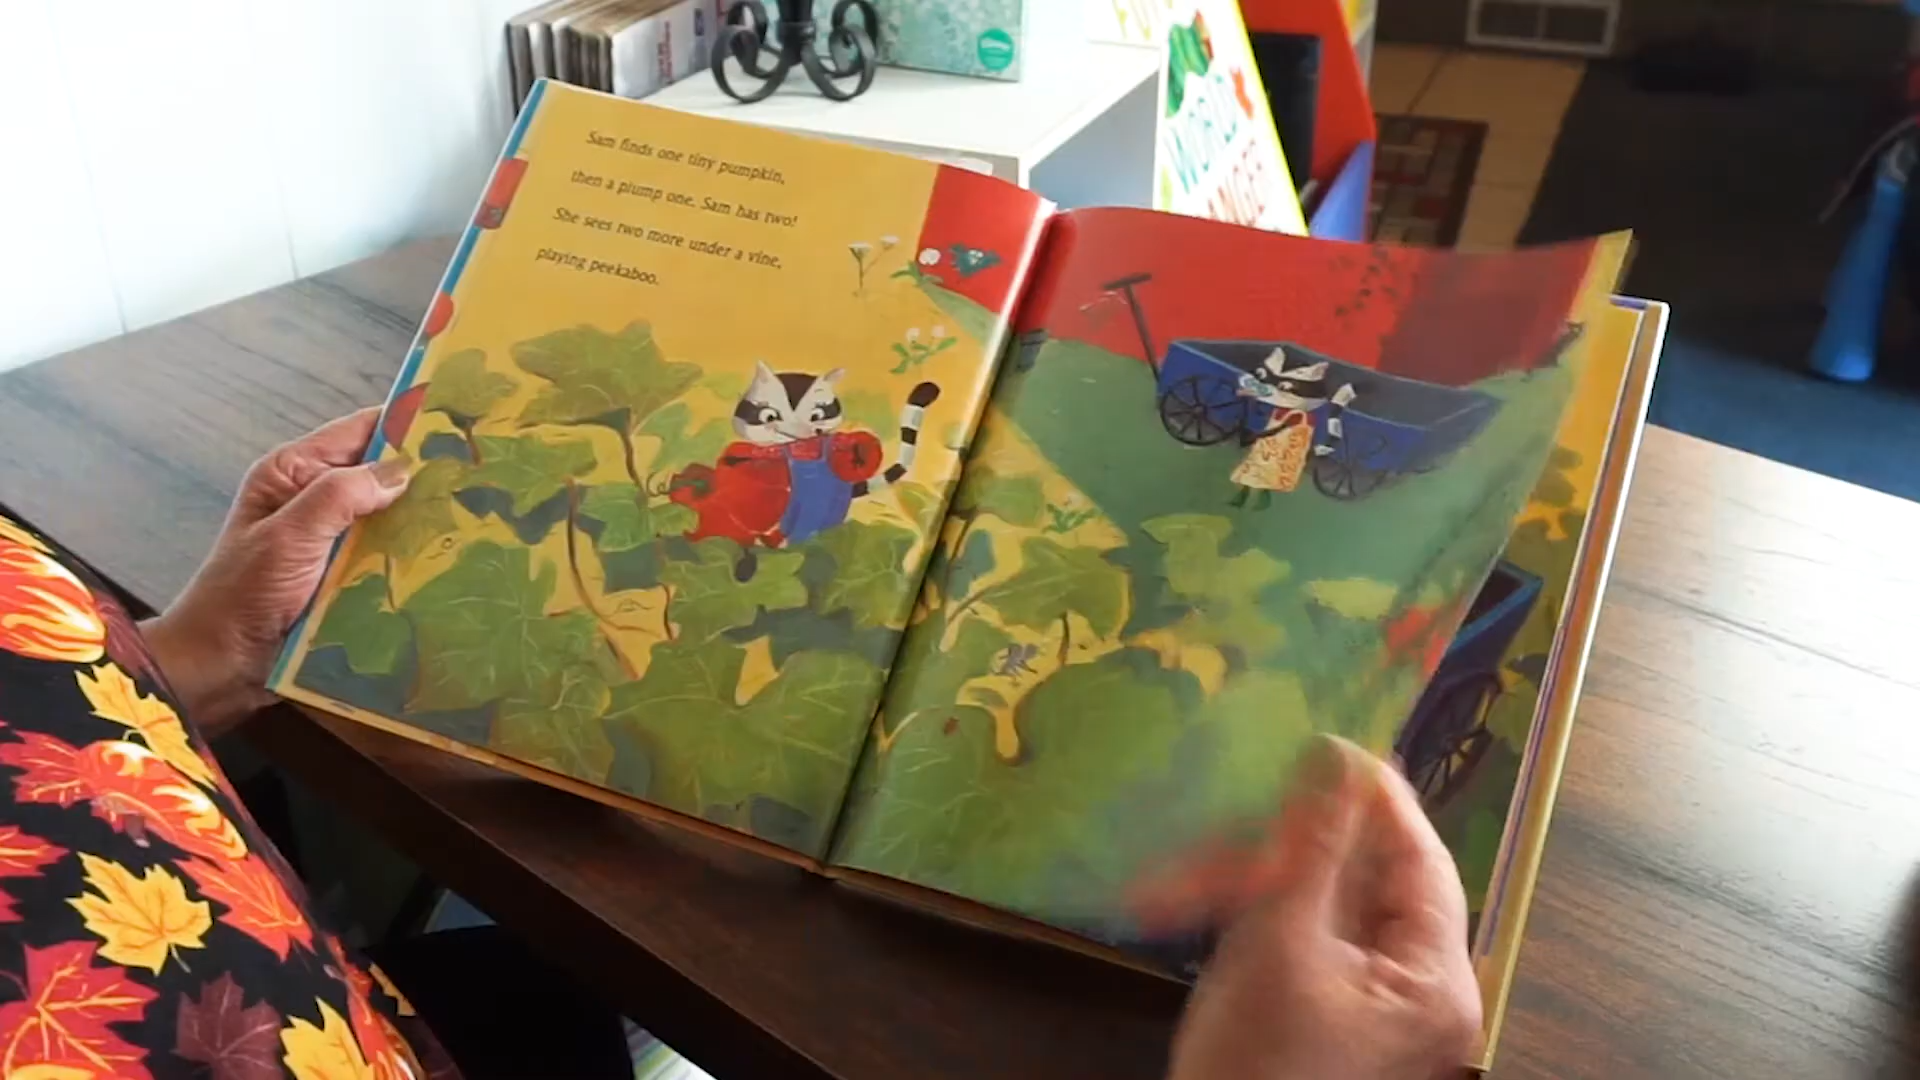 Sam finds one tiny pumpkin,
then a plump one. Sam has two!
She sees two more under a vine,
playing peekaboo.
WORLD